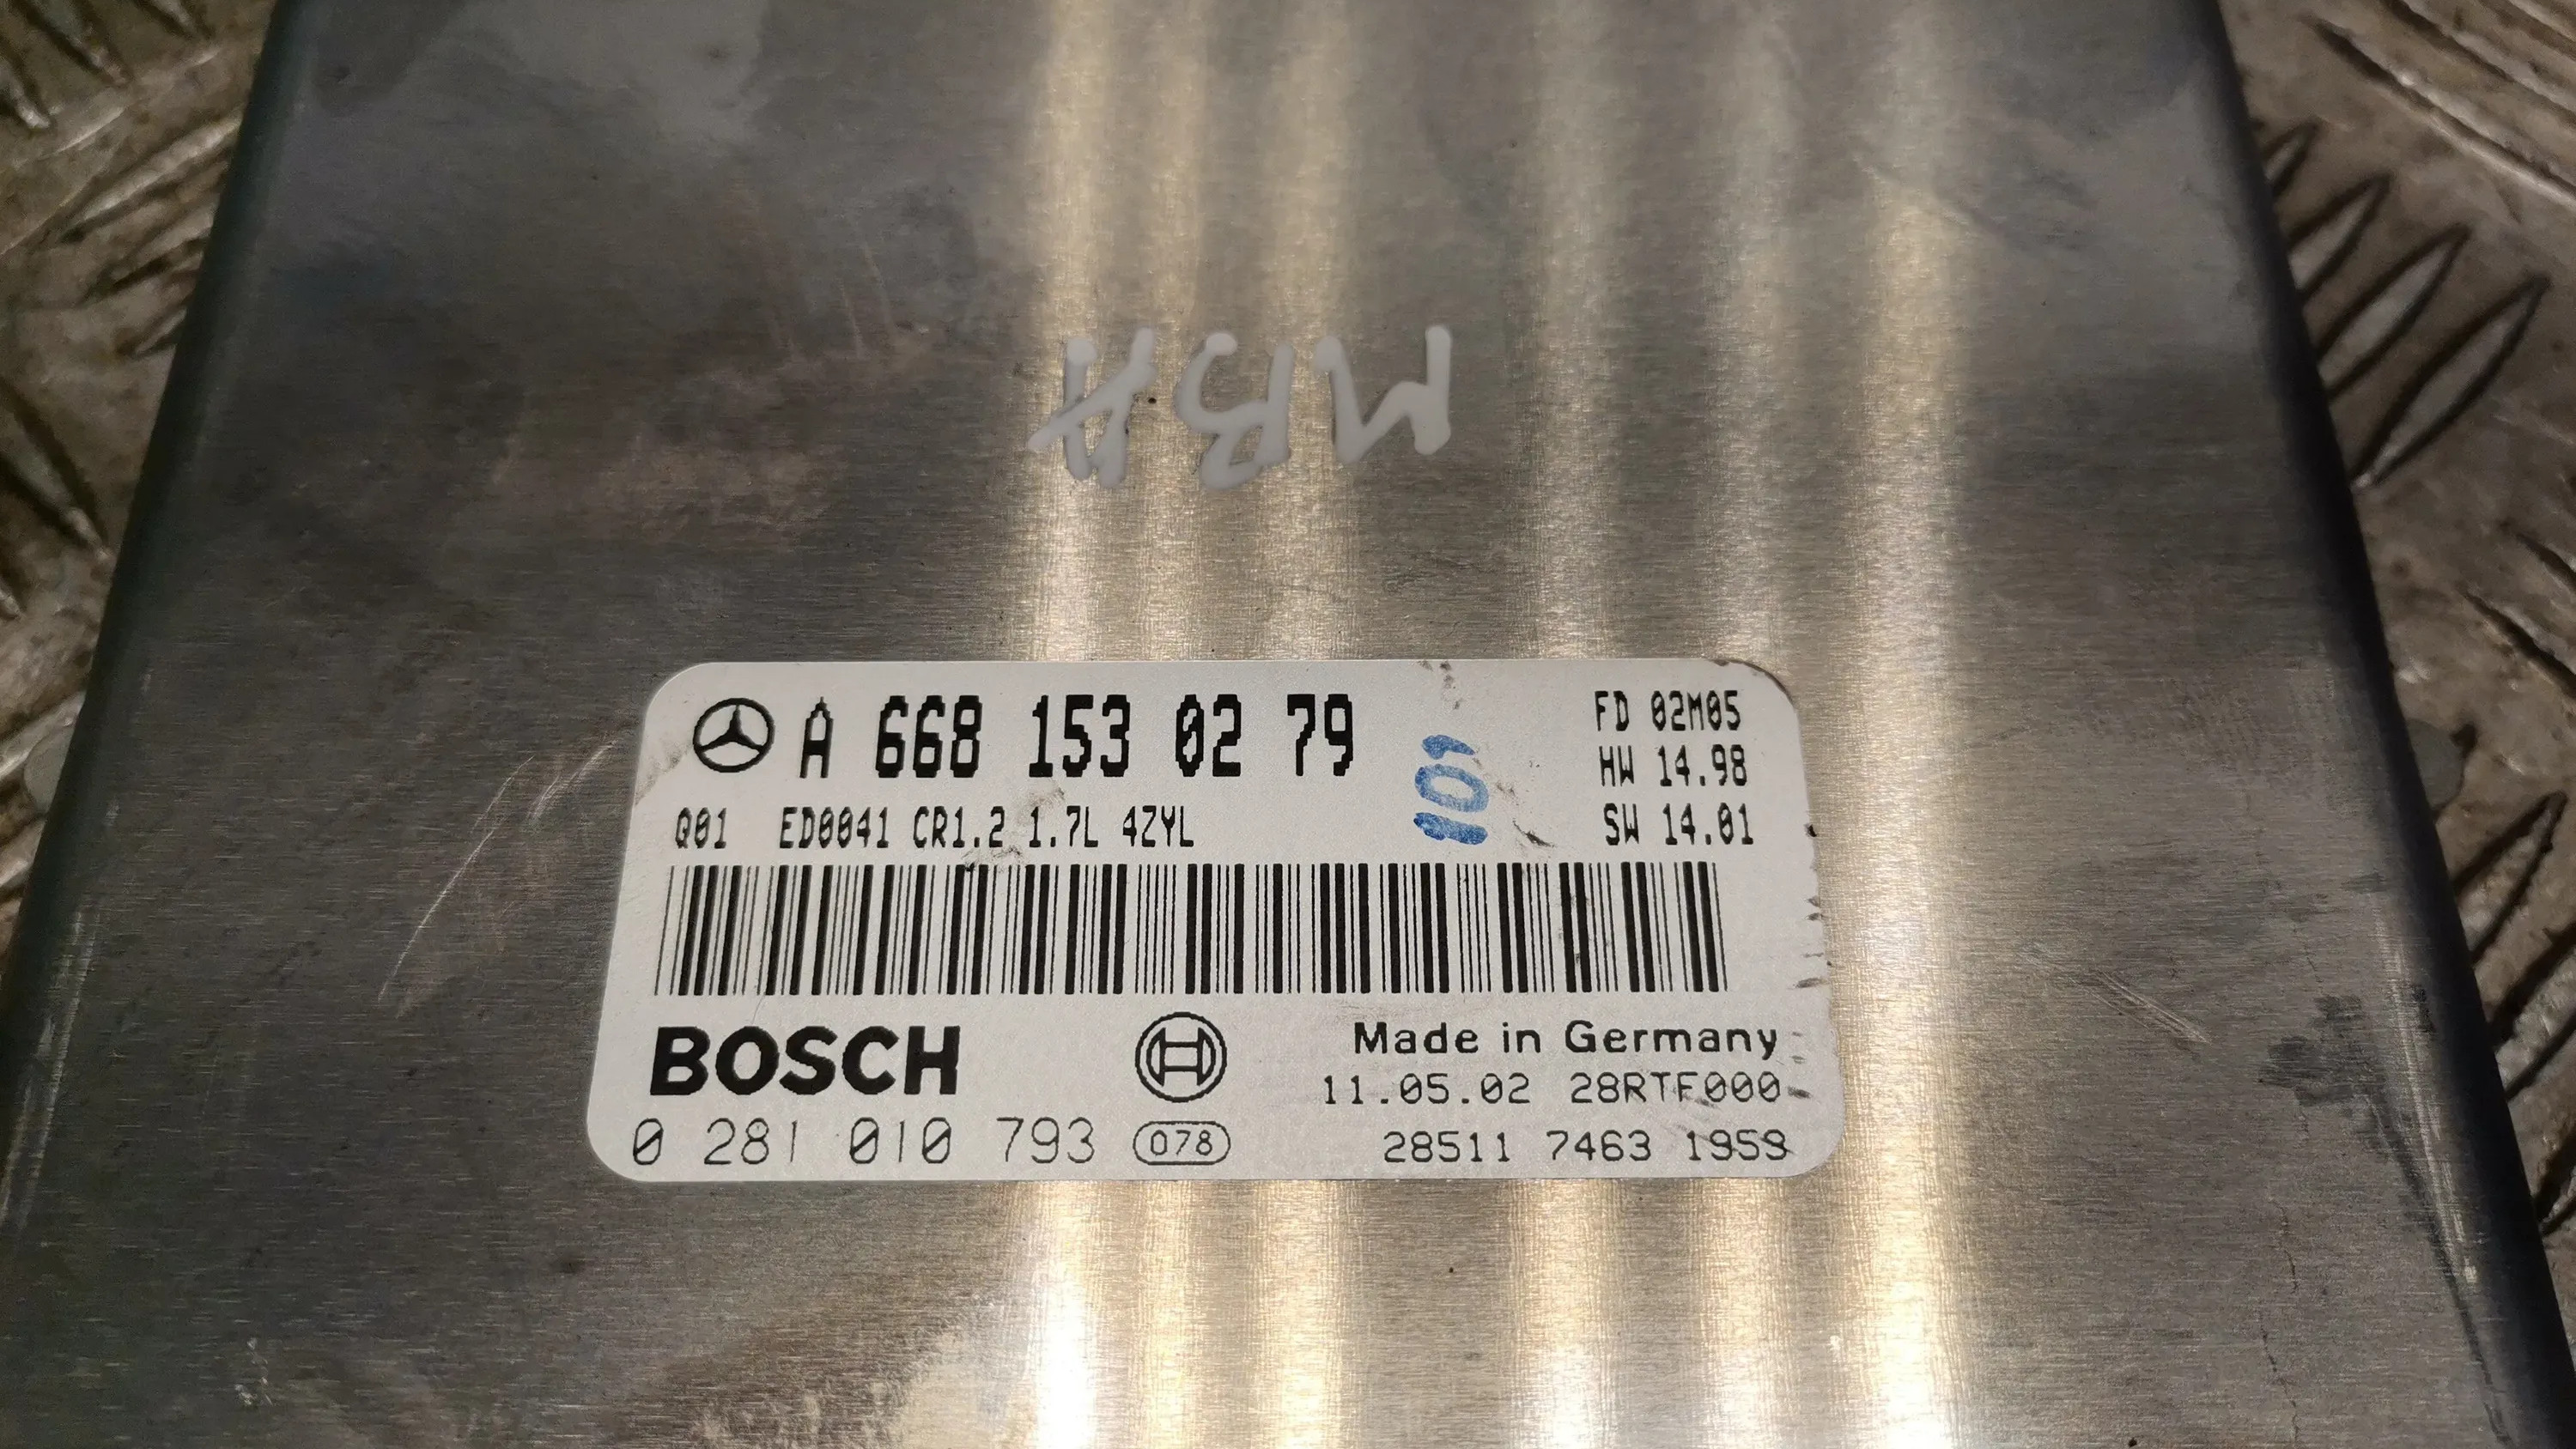 MBA
A 668 153 02 79
101
FD 02M05
HW 14.98
SW 14.01
Q01 ED0041 CR1.2 1.7L 4ZYL
BOSCH
Made in Germany
11.05.02 28RTF000
0 281 010 793 078
28511 7463 1959